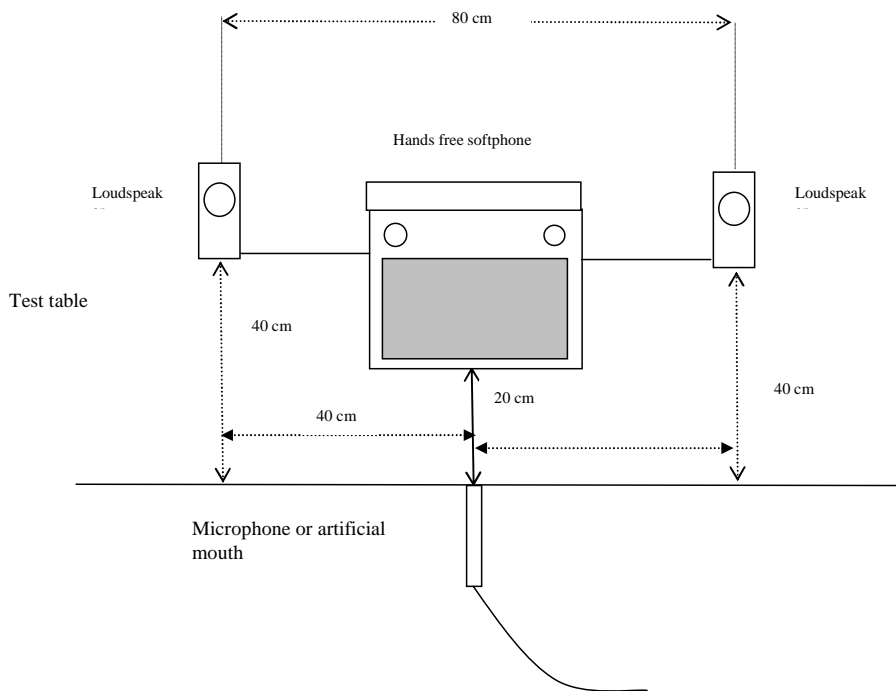 80 cm
Hands free softphone
Loudspeak
Loudspeak
Test table
40 cm
20 cm
40 cm
40 cm
Microphone or artificial
mouth